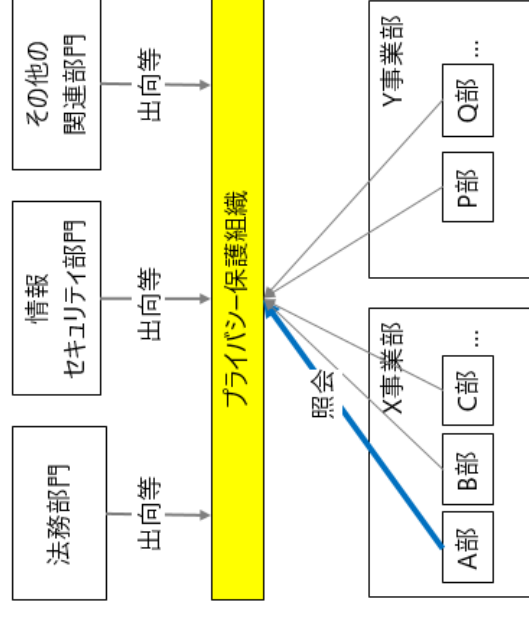 法務部門
情報
セキュリティ部門
その他の
関連部門
出向等
出向等
出向等
プライバシー保護組織
照会
X事業部
A部
B部
C部
…
Y事業部
P部
Q部
…